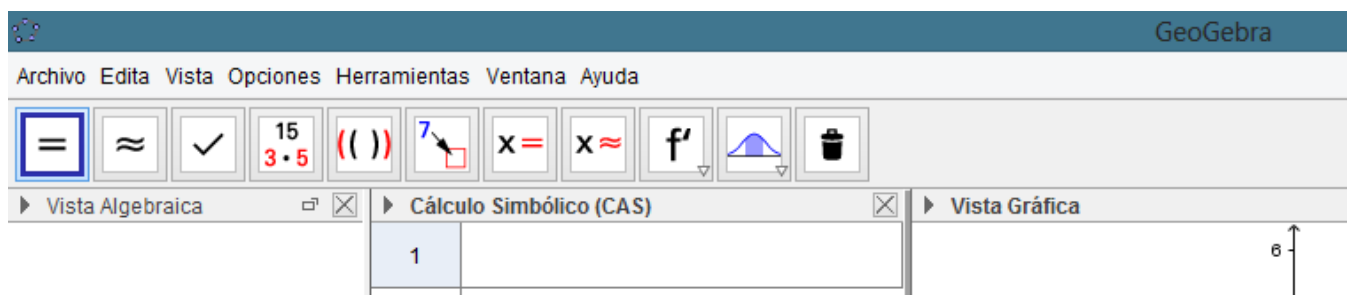 GeoGebra
Archivo Edita Vista Opciones Herramientas Ventana Ayuda
= ≈ ✓ 15 (( )) 7 x = x ≈ f′
3 · 5
Vista Algebraica Cálculo Simbólico (CAS) Vista Gráfica
1 6